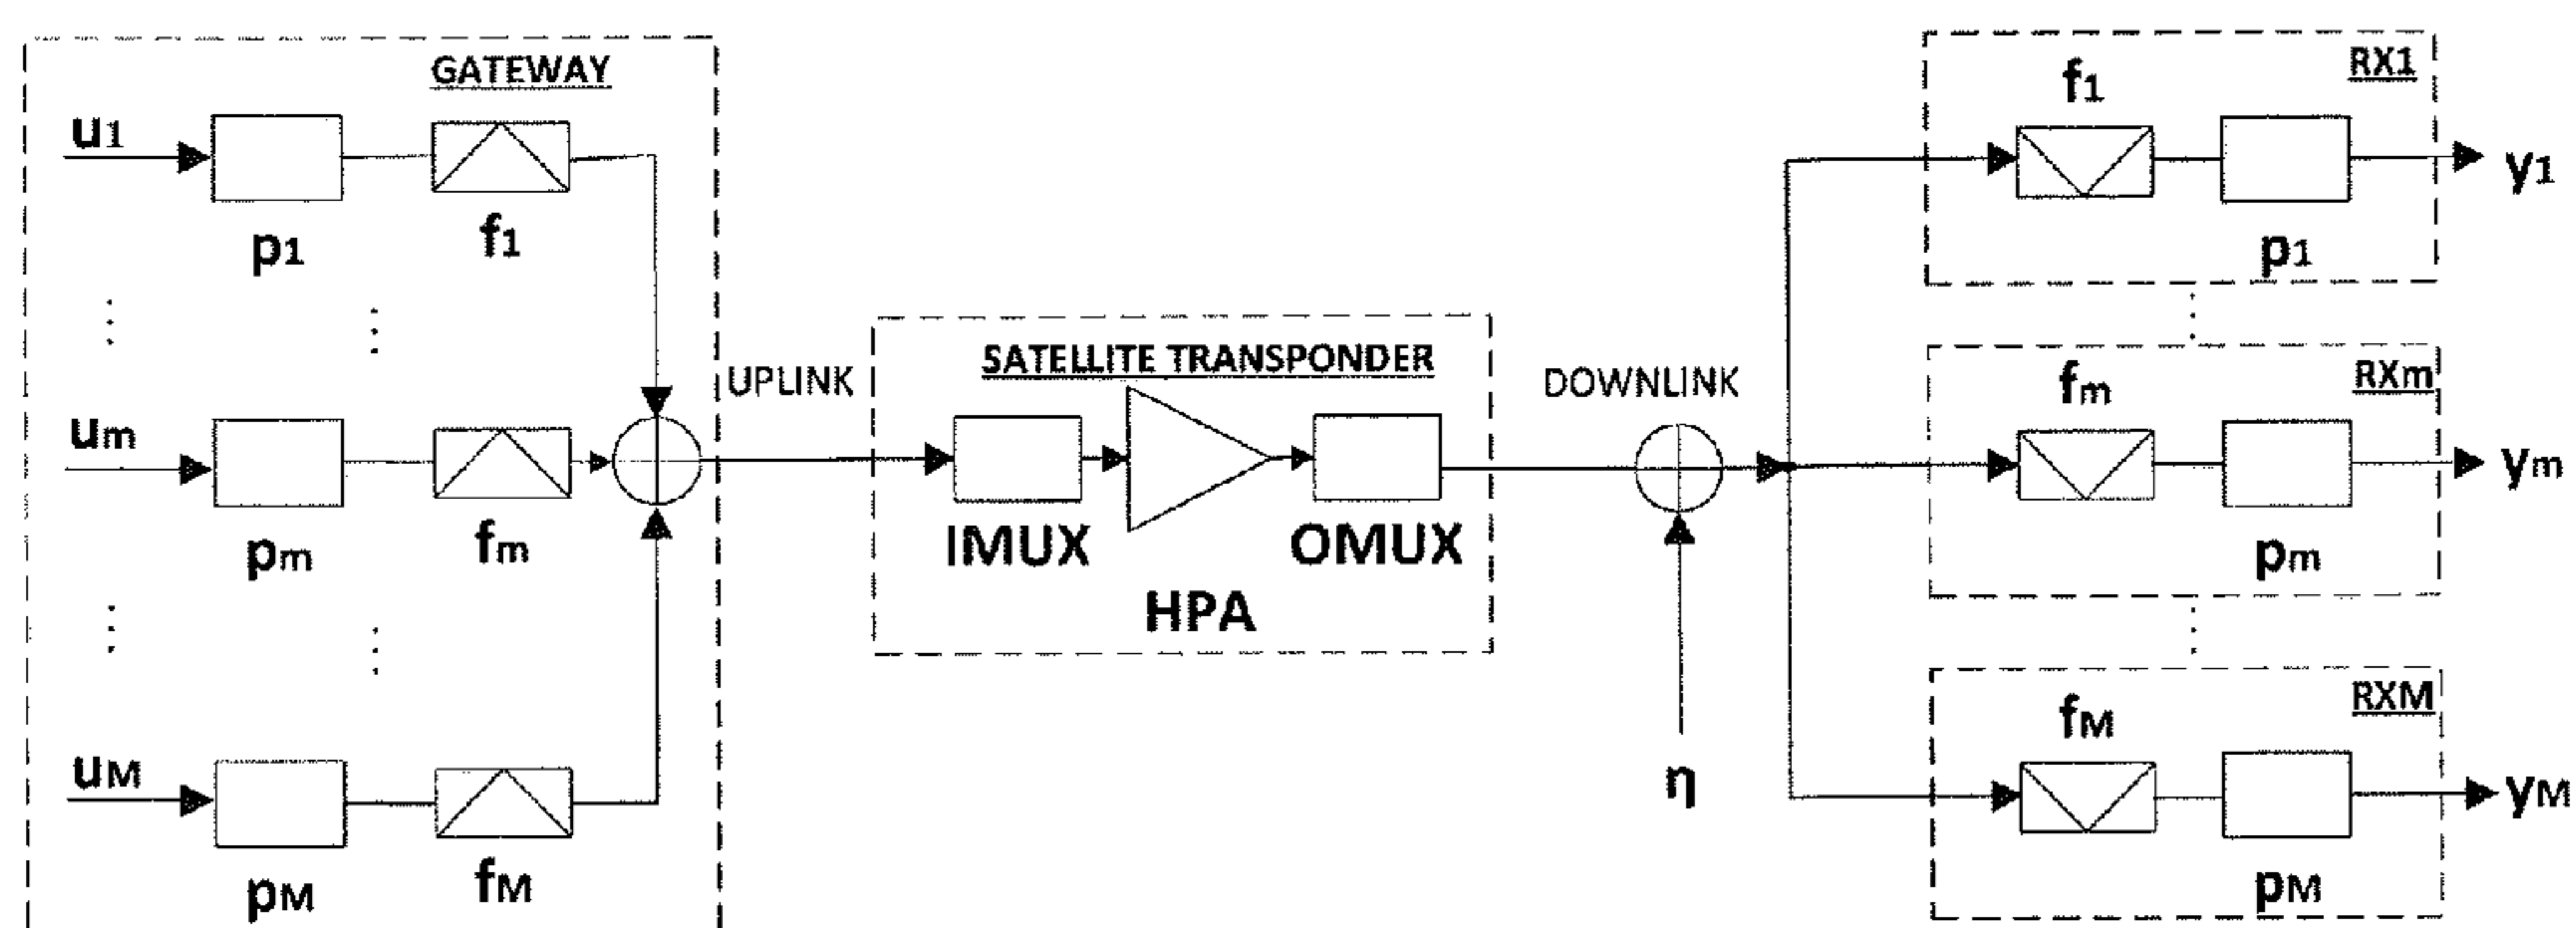 GATEWAY
u1
p1
f1
um
pm
fm
uM
pM
fM
UPLINK
SATELLITE TRANSPONDER
IMUX
OMUX
HPA
DOWNLINK
η
RX1
f1
p1
y1
RXm
fm
pm
ym
RXM
fM
pM
yM